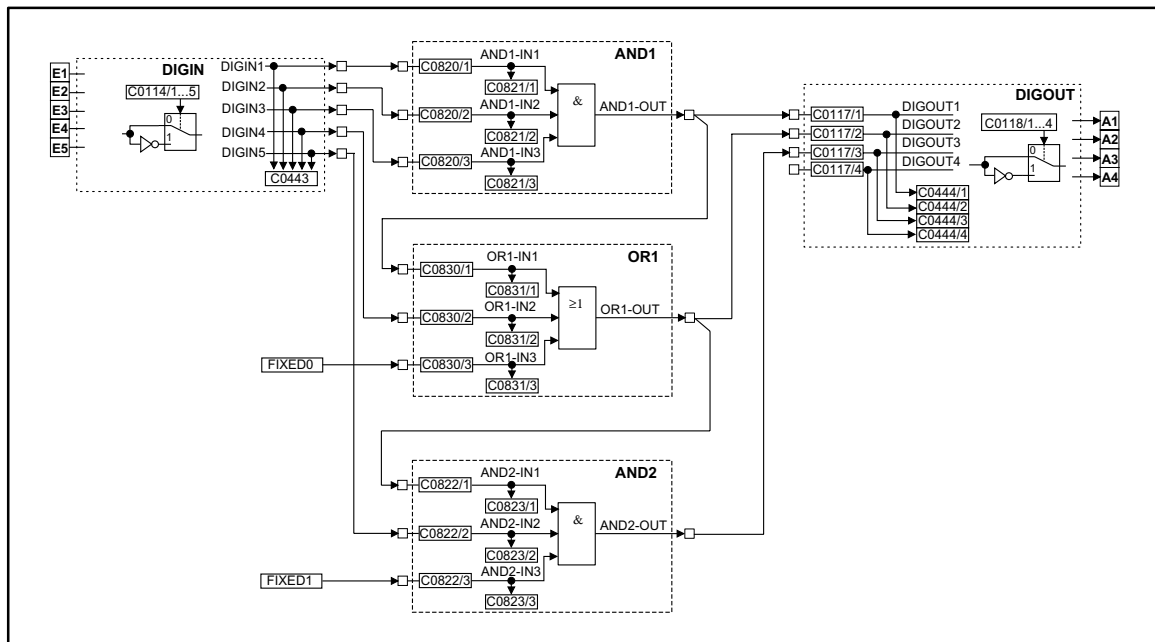 DIGIN
E1
E2
E3
E4
E5
C0114/1...5
0
1
DIGIN1
DIGIN2
DIGIN3
DIGIN4
DIGIN5
C0443
AND1
C0820/1
AND1-IN1
C0821/1
C0820/2
AND1-IN2
C0821/2
C0820/3
AND1-IN3
C0821/3
&
AND1-OUT
DIGOUT
C0117/1
DIGOUT1
C0117/2
DIGOUT2
C0117/3
DIGOUT3
C0117/4
DIGOUT4
C0444/1
C0444/2
C0444/3
C0444/4
C0118/1...4
0
1
A1
A2
A3
A4
OR1
C0830/1
OR1-IN1
C0831/1
C0830/2
OR1-IN2
C0831/2
FIXED0
C0830/3
OR1-IN3
C0831/3
≥1
OR1-OUT
AND2
C0822/1
AND2-IN1
C0823/1
C0822/2
AND2-IN2
C0823/2
FIXED1
C0822/3
AND2-IN3
C0823/3
&
AND2-OUT